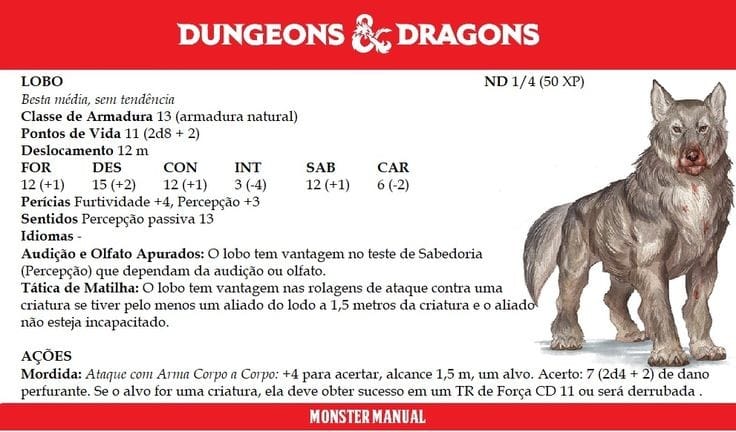 DUNGEONS & DRAGONS
LOBO ND 1/4 (50 XP)
Besta média, sem tendência
Classe de Armadura 13 (armadura natural)
Pontos de Vida 11 (2d8 + 2)
Deslocamento 12 m
FOR DES CON INT SAB CAR
12 (+1) 15 (+2) 12 (+1) 3 (-4) 12 (+1) 6 (-2)
Perícias Furtividade +4, Percepção +3
Sentidos Percepção passiva 13
Idiomas -
Audição e Olfato Apurados: O lobo tem vantagem no teste de Sabedoria
(Percepção) que dependam da audição ou olfato.
Tática de Matilha: O lobo tem vantagem nas rolagens de ataque contra uma
criatura se tiver pelo menos um aliado do lodo a 1,5 metros da criatura e o aliado
não esteja incapacitado.
AÇÕES
Mordida: Ataque com Arma Corpo a Corpo: +4 para acertar, alcance 1,5 m, um alvo. Acerto: 7 (2d4 + 2) de dano
perfurante. Se o alvo for uma criatura, ela deve obter sucesso em um TR de Força CD 11 ou será derrubada .
MONSTER MANUAL